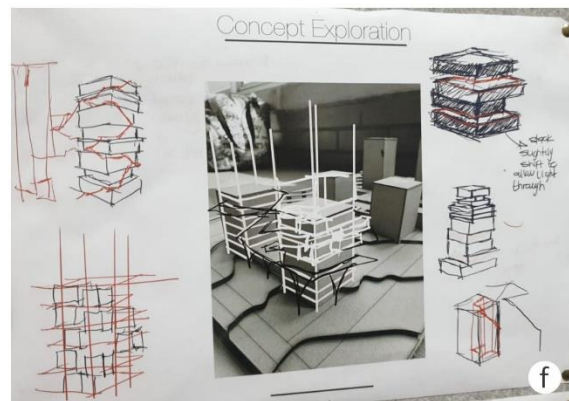 Concept Exploration
stack
slightly
shift to
allow light
through
f